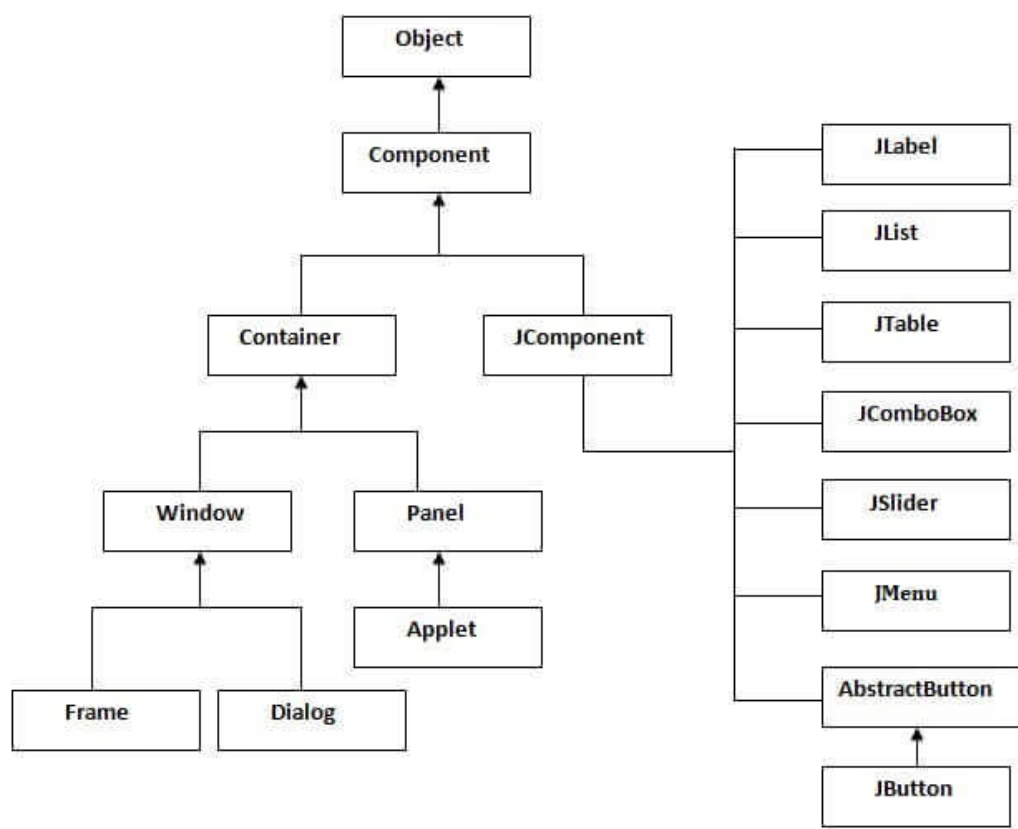 Object
Component
JLabel
JList
Container
JComponent
JTable
JComboBox
Window
Panel
JSlider
JMenu
Applet
Frame
Dialog
AbstractButton
JButton